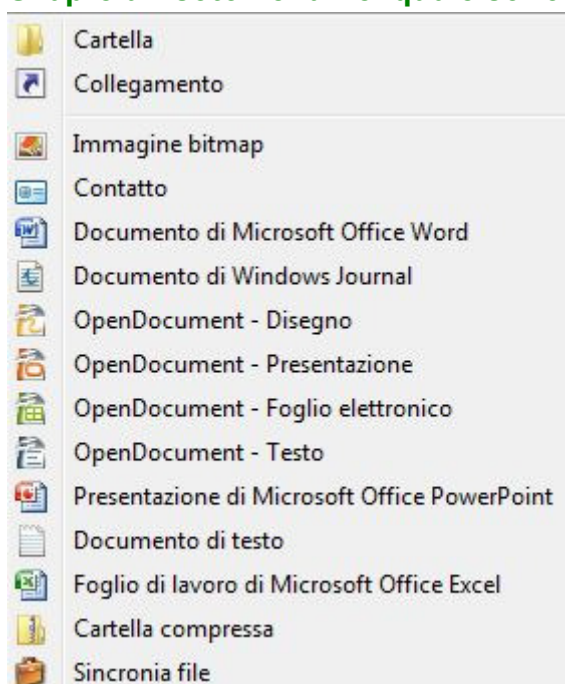 Cartella
Collegamento
Immagine bitmap
Contatto
Documento di Microsoft Office Word
Documento di Windows Journal
OpenDocument - Disegno
OpenDocument - Presentazione
OpenDocument - Foglio elettronico
OpenDocument - Testo
Presentazione di Microsoft Office PowerPoint
Documento di testo
Foglio di lavoro di Microsoft Office Excel
Cartella compressa
Sincronia file